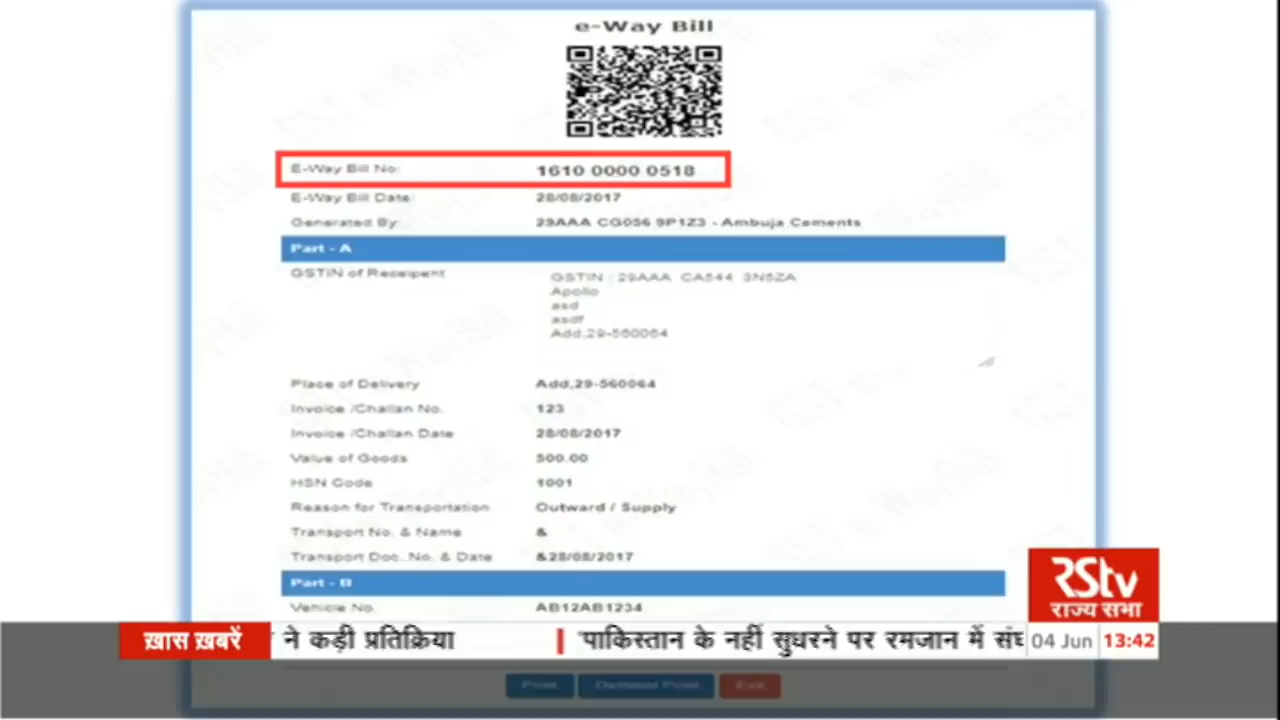 e-Way Bill
E-Way Bill No: 1610 0000 0518
E-Way Bill Date: 28/08/2017
Generated By: 29AAA CG056 9P1Z3 - Ambuja Cements
Part - A
GSTIN of Receipent GSTIN : 29AAA CA544 3N5ZA
Apollo
asd
asdf
Add,29-560064
Place of Delivery Add,29-560064
Invoice /Challan No. 123
Invoice /Challan Date 28/08/2017
Value of Goods 500.00
HSN Code 1001
Reason for Transportation Outward / Supply
Transport No. & Name &
Transport Doc. No. & Date &28/08/2017
Part - B
Vehicle No. AB12AB1234
RStv
राज्य सभा
ख़ास ख़बरें ने कड़ी प्रतिक्रिया पाकिस्तान के नहीं सुधरने पर रमजान में 04 Jun 13:42
Print Detailed Print Exit